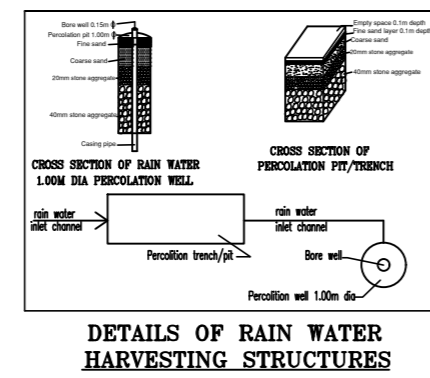 Bore well 0.15m ϕ
Percolation pit 1.00m ϕ
Fine sand
Coarse sand
20mm stone aggregate
40mm stone aggregate
Casing pipe
CROSS SECTION OF RAIN WATER
1.00M DIA PERCOLATION WELL
Empty space 0.1m depth
Fine sand layer 0.1m depth
Coarse sand
20mm stone aggregate
40mm stone aggregate
CROSS SECTION OF
PERCOLATION PIT/TRENCH
rain water
inlet channel
Percolition trench/pit
rain water
inlet channel
Bore well
Percolition well 1.00m dia
DETAILS OF RAIN WATER
HARVESTING STRUCTURES